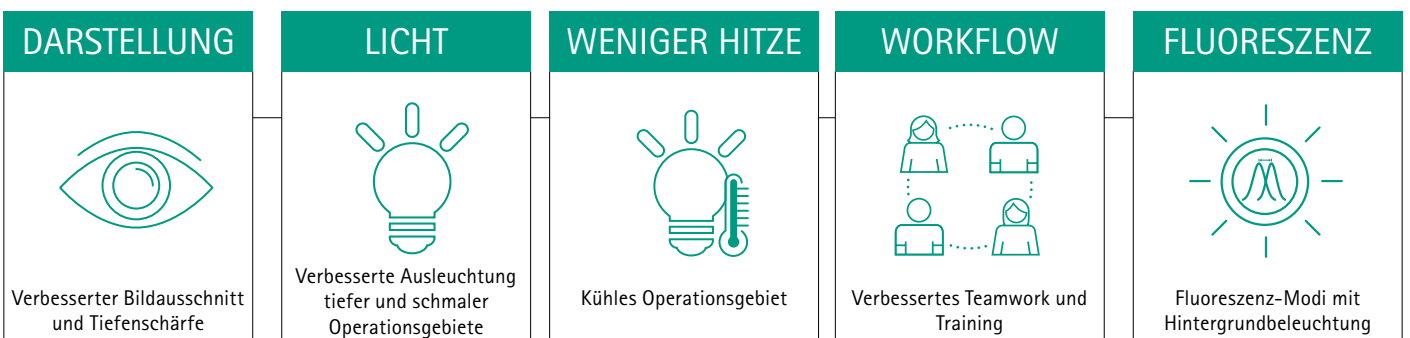 DARSTELLUNG
Verbesserter Bildausschnitt
und Tiefenschärfe
LICHT
Verbesserte Ausleuchtung
tiefer und schmaler
Operationsgebiete
WENIGER HITZE
Kühles Operationsgebiet
WORKFLOW
Verbessertes Teamwork und
Training
FLUORESZENZ
Fluoreszenz-Modi mit
Hintergrundbeleuchtung